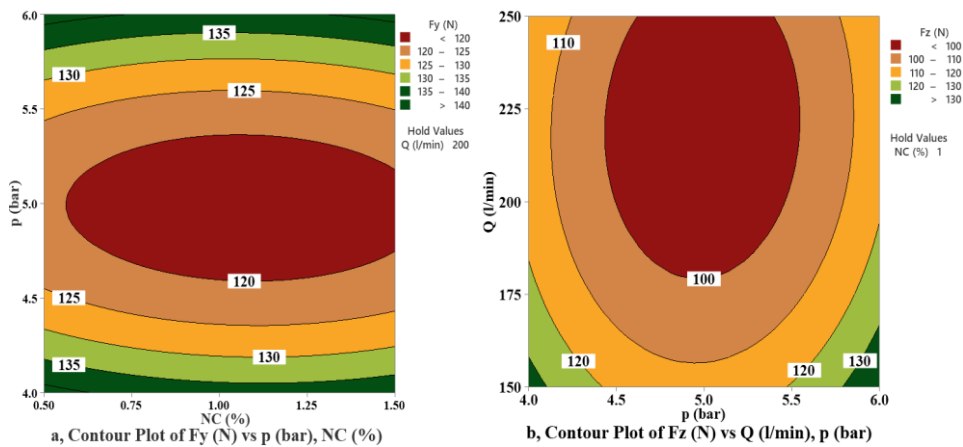 6.0
5.5
5.0
4.5
4.0
p (bar)
0.50
0.75
1.00
1.25
1.50
NC (%)
135
130
125
120
125
130
135
Fy (N)
< 120
120 – 125
125 – 130
130 – 135
135 – 140
> 140
Hold Values
Q (l/min) 200
a, Contour Plot of Fy (N) vs p (bar), NC (%)
250
225
200
175
150
Q (l/min)
4.0
4.5
5.0
5.5
6.0
p (bar)
110
100
120
120
130
Fz (N)
< 100
100 – 110
110 – 120
120 – 130
> 130
Hold Values
NC (%) 1
b, Contour Plot of Fz (N) vs Q (l/min), p (bar)